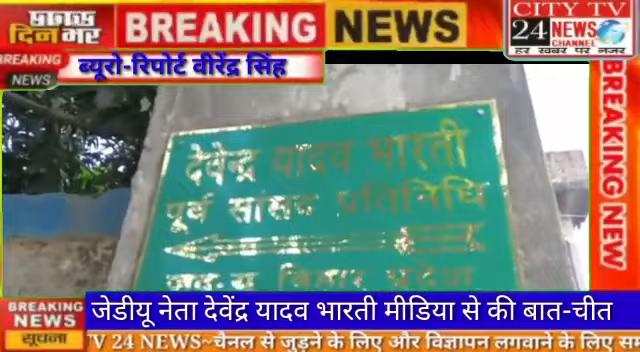 फटाफट
दिन भर
BREAKING NEWS
CITY TV
24 NEWS
CHANNEL
हर खबर पर नजर
BREAKING
NEWS
ब्यूरो-रिपोर्ट वीरेंद्र सिंह
BREAKING NEW
देवेन्द्र यादव भारती
पूर्व सांसद प्रतिनिधि
बिहार प्रदेश
BREAKING
NEWS
सूचना
जेडीयू नेता देवेंद्र यादव भारती मीडिया से की बात-चीत
TV 24 NEWS~चैनल से जुड़ने के लिए और विज्ञापन लगवाने के लिए